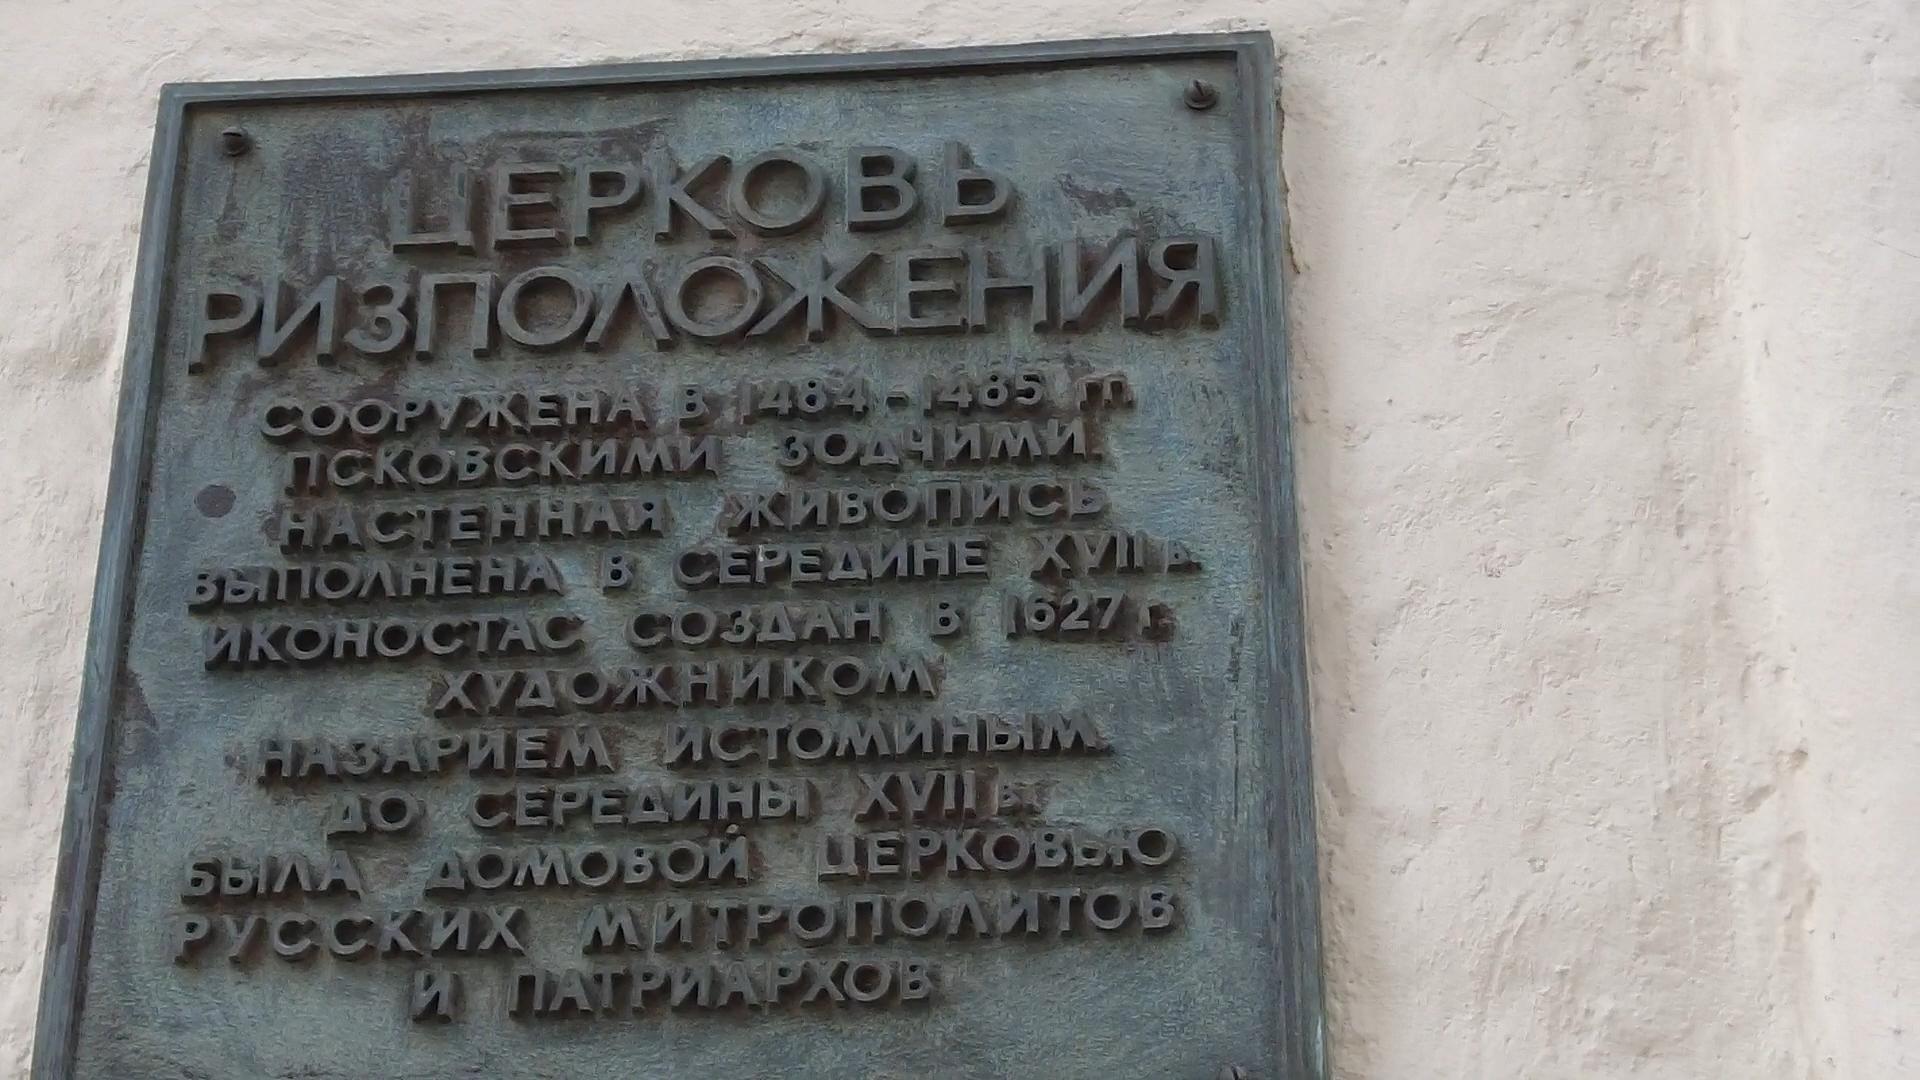 ЦЕРКОВЬ
РИЗПОЛОЖЕНИЯ
СООРУЖЕНА В 1484-1485 гг.
ПСКОВСКИМИ ЗОДЧИМИ.
НАСТЕННАЯ ЖИВОПИСЬ
ВЫПОЛНЕНА В СЕРЕДИНЕ XVII в.
ИКОНОСТАС СОЗДАН В 1627 г.
ХУДОЖНИКОМ
НАЗАРИЕМ ИСТОМИНЫМ.
ДО СЕРЕДИНЫ XVII в.
БЫЛА ДОМОВОЙ ЦЕРКОВЬЮ
РУССКИХ МИТРОПОЛИТОВ
И ПАТРИАРХОВ